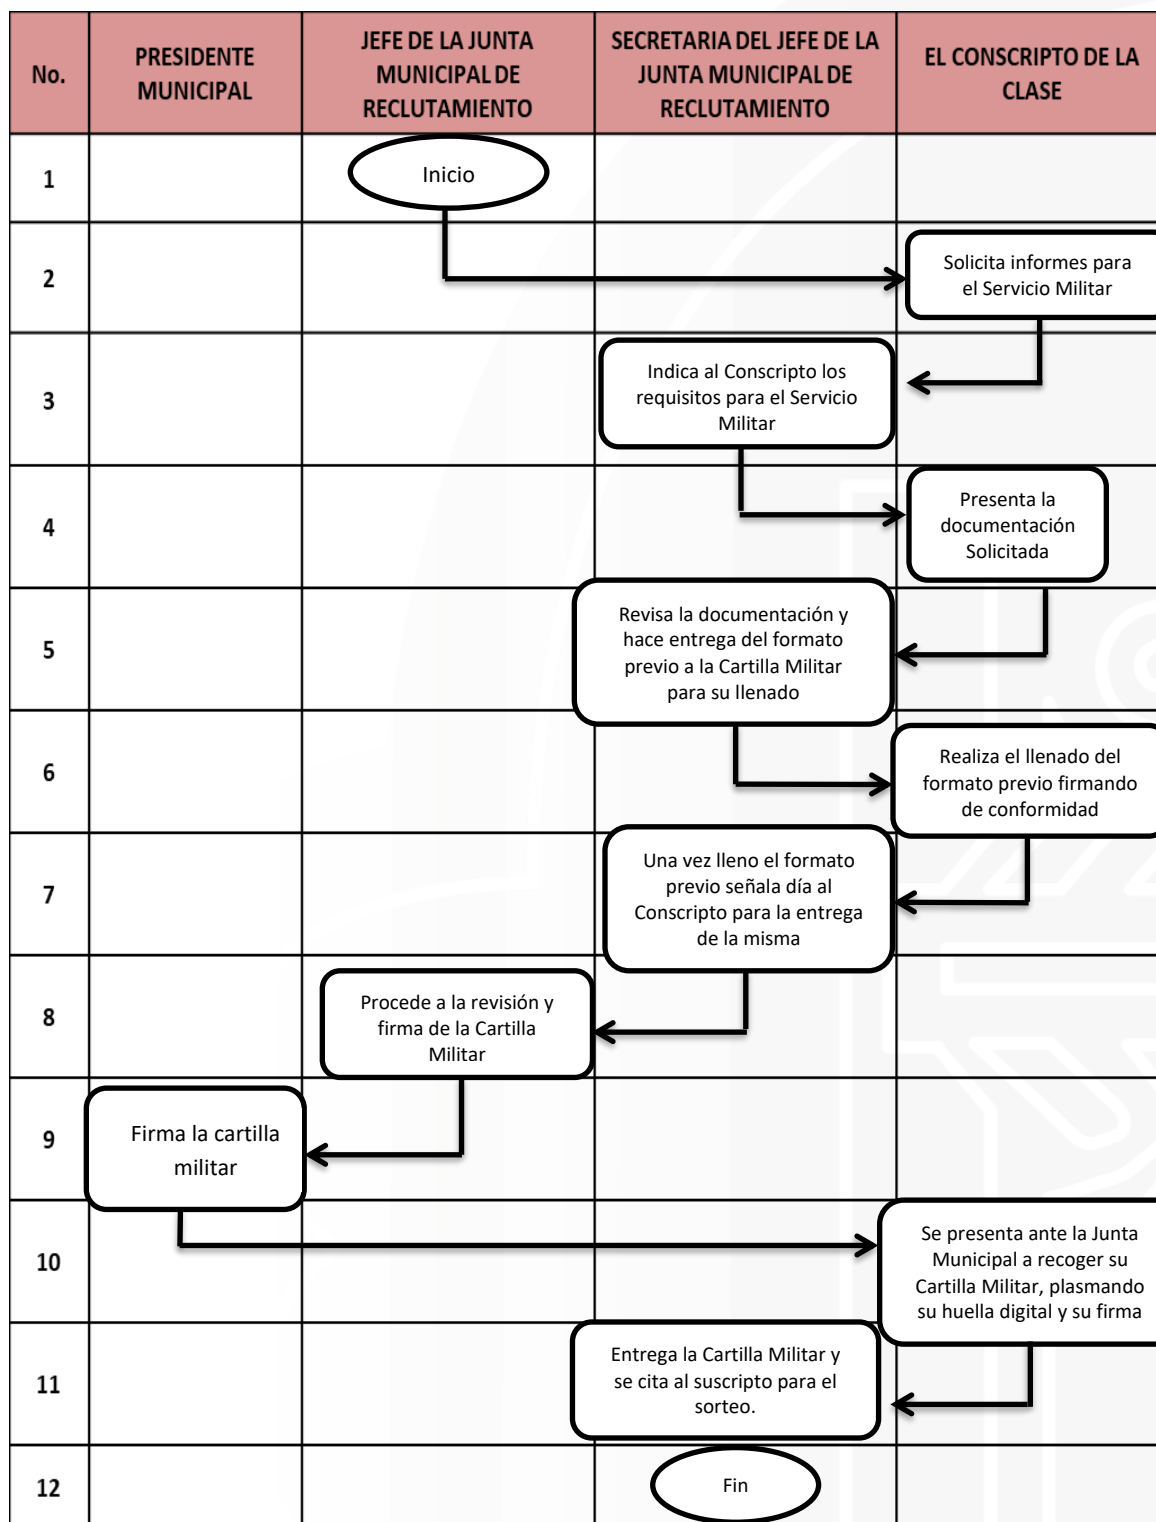 No.
PRESIDENTE
MUNICIPAL
JEFE DE LA JUNTA
MUNICIPAL DE
RECLUTAMIENTO
SECRETARIA DEL JEFE DE LA
JUNTA MUNICIPAL DE
RECLUTAMIENTO
EL CONSCRIPTO DE LA
CLASE
1
Inicio
2
Solicita informes para
el Servicio Militar
3
Indica al Conscripto los
requisitos para el Servicio
Militar
4
Presenta la
documentación
Solicitada
5
Revisa la documentación y
hace entrega del formato
previo a la Cartilla Militar
para su llenado
6
Realiza el llenado del
formato previo firmando
de conformidad
7
Una vez lleno el formato
previo señala día al
Conscripto para la entrega
de la misma
8
Procede a la revisión y
firma de la Cartilla
Militar
9
Firma la cartilla
militar
10
Se presenta ante la Junta
Municipal a recoger su
Cartilla Militar, plasmando
su huella digital y su firma
11
Entrega la Cartilla Militar y
se cita al suscripto para el
sorteo.
12
Fin